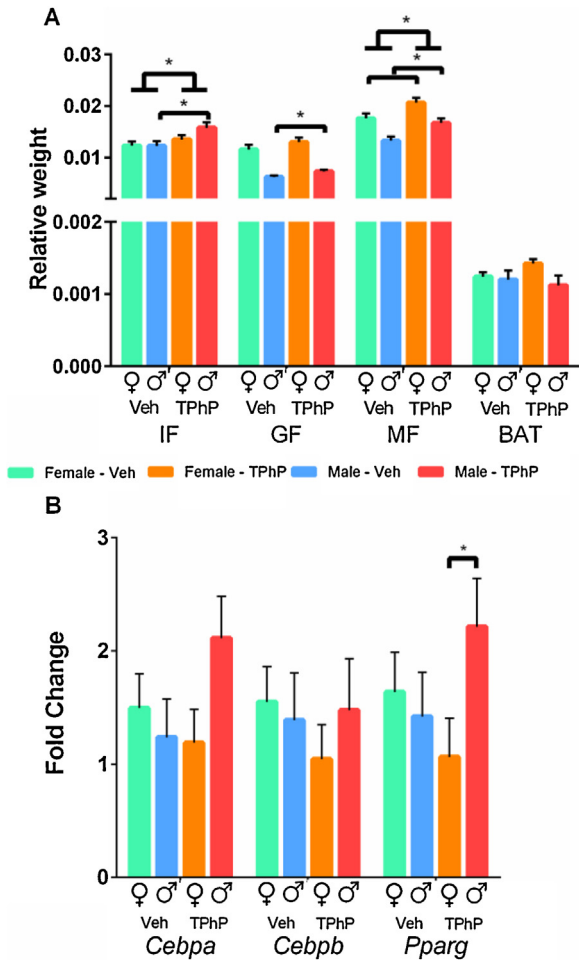 A
Relative weight
0.03
0.02
0.01
0.002
0.001
0.000
* * * * *
♀ ♂ ♀ ♂ ♀ ♂ ♀ ♂ ♀ ♂ ♀ ♂ ♀ ♂ ♀ ♂
Veh TPhP Veh TPhP Veh TPhP Veh TPhP
IF GF MF BAT
Female - Veh Female - TPhP Male - Veh Male - TPhP
B
Fold Change
3
2
1
0
*
♀ ♂ ♀ ♂ ♀ ♂ ♀ ♂ ♀ ♂ ♀ ♂
Veh TPhP Veh TPhP Veh TPhP
Cebpa Cebpb Pparg